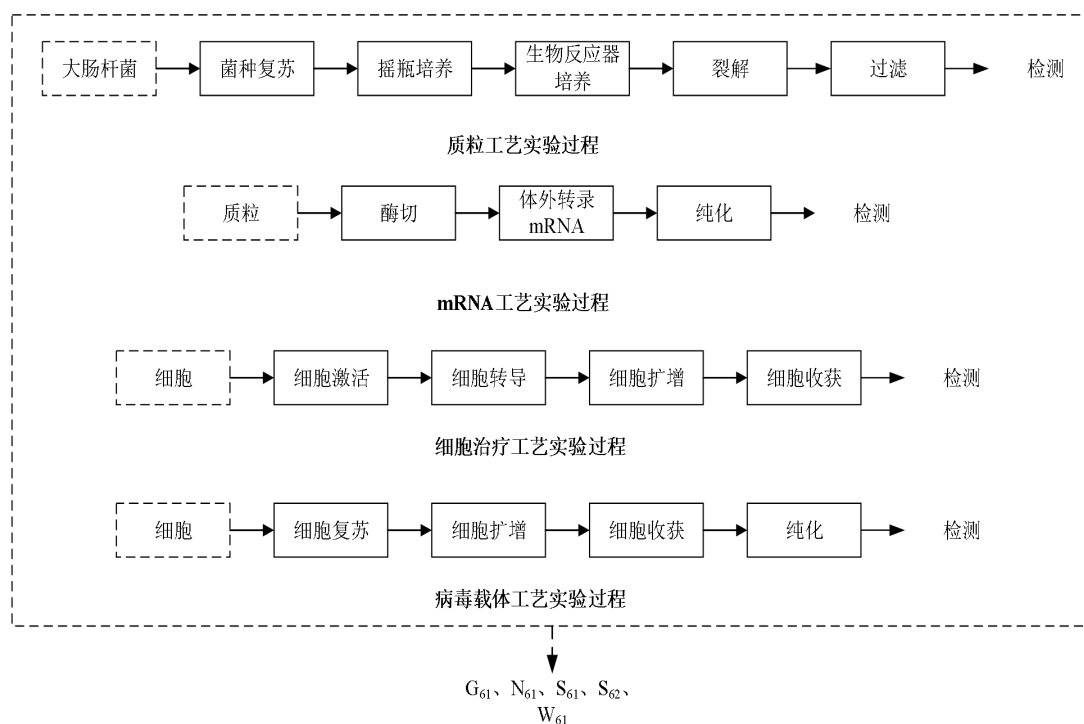 大肠杆菌 菌种复苏 摇瓶培养 生物反应器培养 裂解 过滤 检测
质粒工艺实验过程
质粒 酶切 体外转录mRNA 纯化 检测
mRNA工艺实验过程
细胞 细胞激活 细胞转导 细胞扩增 细胞收获 检测
细胞治疗工艺实验过程
细胞 细胞复苏 细胞扩增 细胞收获 纯化 检测
病毒载体工艺实验过程
G61、N61、S61、S62、
W61